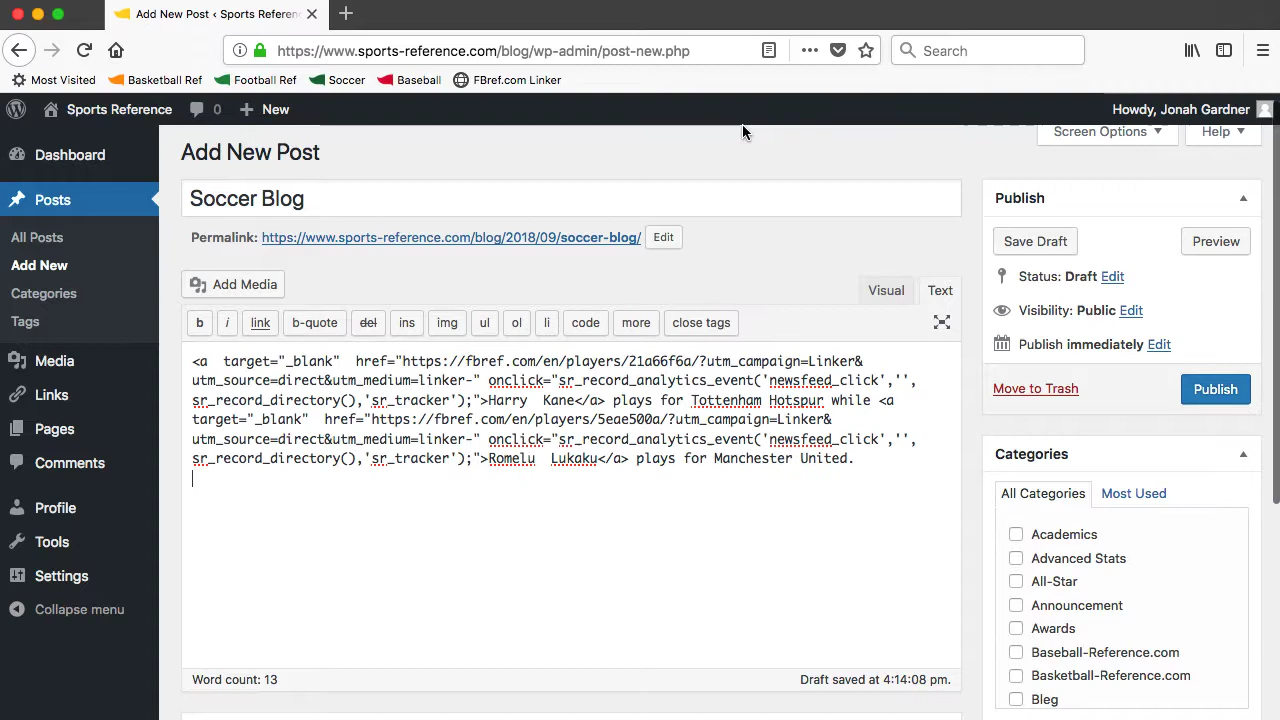 Add New Post ‹ Sports Referen
https://www.sports-reference.com/blog/wp-admin/post-new.php
Search
Most Visited
Basketball Ref
Football Ref
Soccer
Baseball
FBref.com Linker
Sports Reference
0
New
Howdy, Jonah Gardner
Dashboard
Posts
All Posts
Add New
Categories
Tags
Media
Links
Pages
Comments
Profile
Tools
Settings
Collapse menu
Screen Options
Help
Add New Post
Soccer Blog
Permalink: https://www.sports-reference.com/blog/2018/09/soccer-blog/ Edit
Add Media
Visual
Text
b
i
link
b-quote
del
ins
img
ul
ol
li
code
more
close tags
<a  target="_blank"  href="https://fbref.com/en/players/21a66f6a/?utm_campaign=Linker&
utm_source=direct&utm_medium=linker-" onclick="sr_record_analytics_event('newsfeed_click','',
sr_record_directory(),'sr_tracker');">Harry  Kane</a> plays for Tottenham Hotspur while <a
target="_blank"  href="https://fbref.com/en/players/5eae500a/?utm_campaign=Linker&
utm_source=direct&utm_medium=linker-" onclick="sr_record_analytics_event('newsfeed_click','',
sr_record_directory(),'sr_tracker');">Romelu  Lukaku</a> plays for Manchester United.
Word count: 13
Draft saved at 4:14:08 pm.
Publish
Save Draft
Preview
Status: Draft Edit
Visibility: Public Edit
Publish immediately Edit
Move to Trash
Publish
Categories
All Categories
Most Used
Academics
Advanced Stats
All-Star
Announcement
Awards
Baseball-Reference.com
Basketball-Reference.com
Bleg